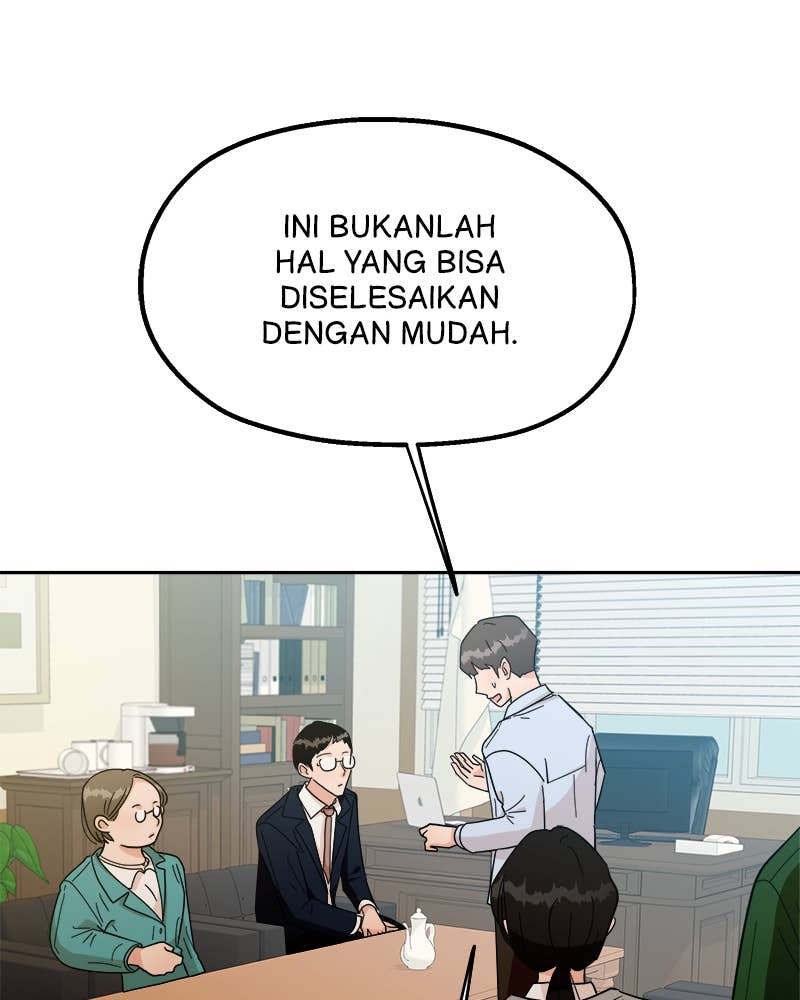 INI BUKANLAH
HAL YANG BISA
DISELESAIKAN
DENGAN MUDAH.